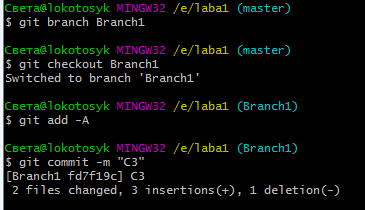 Света@lokotosyk MINGW32 /e/laba1 (master)
$ git branch Branch1
Света@lokotosyk MINGW32 /e/laba1 (master)
$ git checkout Branch1
Switched to branch 'Branch1'
Света@lokotosyk MINGW32 /e/laba1 (Branch1)
$ git add -A
Света@lokotosyk MINGW32 /e/laba1 (Branch1)
$ git commit -m "C3"
[Branch1 fd7f19c] C3
 2 files changed, 3 insertions(+), 1 deletion(-)